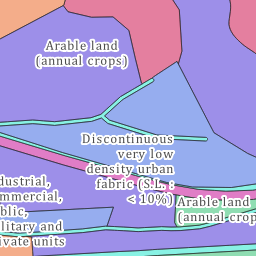 Arable land
(annual crops)
Discontinuous
very low
density urban
fabric (S.L. :
< 10%)
Arable land
(annual crop
dustrial,
mmercial,
blic,
litary and
ivate units